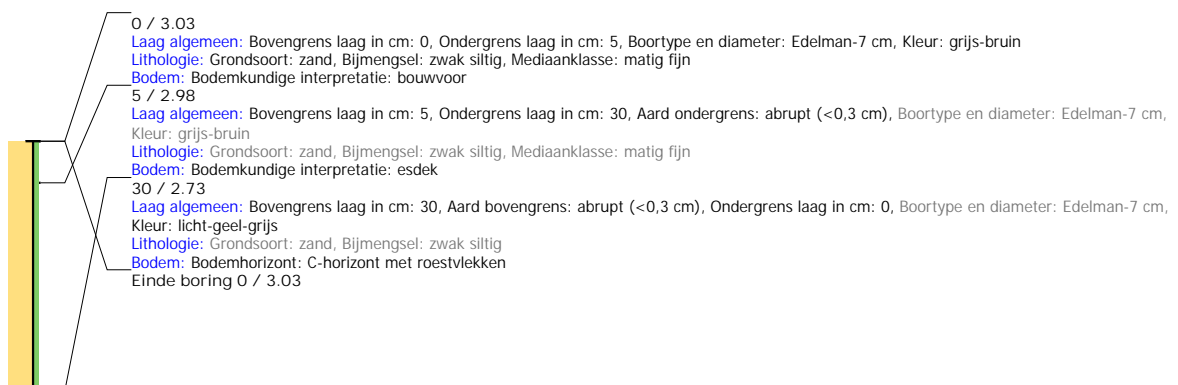 0 / 3.03
Laag algemeen: Bovengrens laag in cm: 0, Ondergrens laag in cm: 5, Boortype en diameter: Edelman-7 cm, Kleur: grijs-bruin
Lithologie: Grondsoort: zand, Bijmengsel: zwak siltig, Mediaanklasse: matig fijn
Bodem: Bodemkundige interpretatie: bouwvoor
5 / 2.98
Laag algemeen: Bovengrens laag in cm: 5, Ondergrens laag in cm: 30, Aard ondergrens: abrupt (<0,3 cm), Boortype en diameter: Edelman-7 cm,
Kleur: grijs-bruin
Lithologie: Grondsoort: zand, Bijmengsel: zwak siltig, Mediaanklasse: matig fijn
Bodem: Bodemkundige interpretatie: esdek
30 / 2.73
Laag algemeen: Bovengrens laag in cm: 30, Aard bovengrens: abrupt (<0,3 cm), Ondergrens laag in cm: 0, Boortype en diameter: Edelman-7 cm,
Kleur: licht-geel-grijs
Lithologie: Grondsoort: zand, Bijmengsel: zwak siltig
Bodem: Bodemhorizont: C-horizont met roestvlekken
Einde boring 0 / 3.03